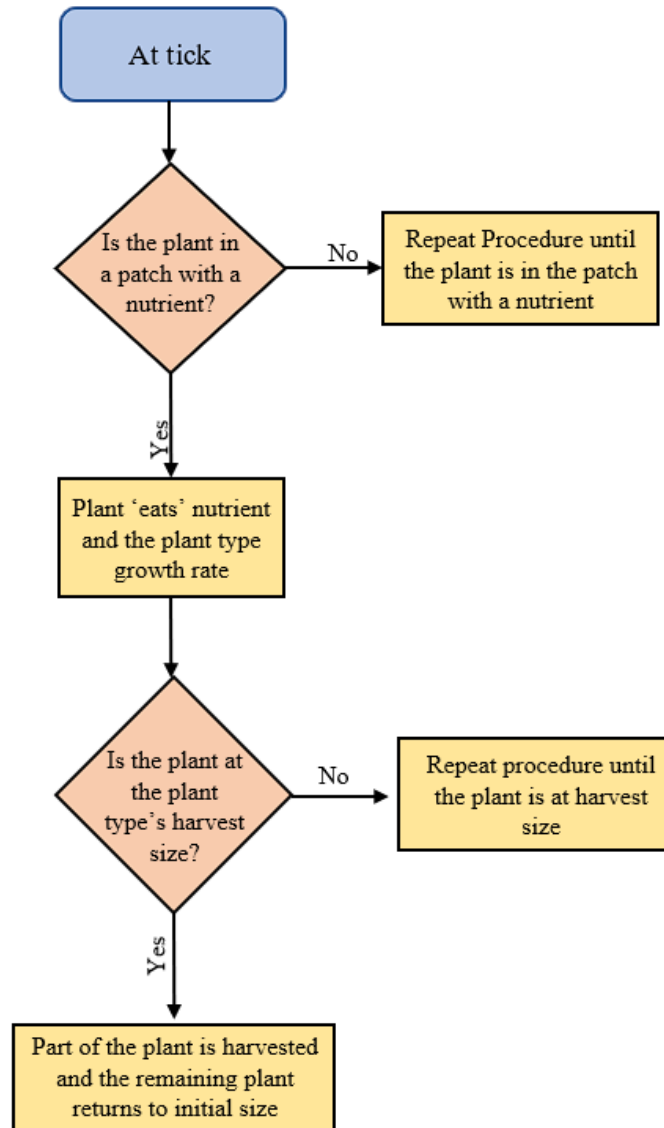 At tick
Is the plant in
a patch with a
nutrient?
No
Repeat Procedure until
the plant is in the patch
with a nutrient
Yes
Plant ‘eats’ nutrient
and the plant type
growth rate
Is the plant at
the plant
type’s harvest
size?
No
Repeat procedure until
the plant is at harvest
size
Yes
Part of the plant is harvested
and the remaining plant
returns to initial size